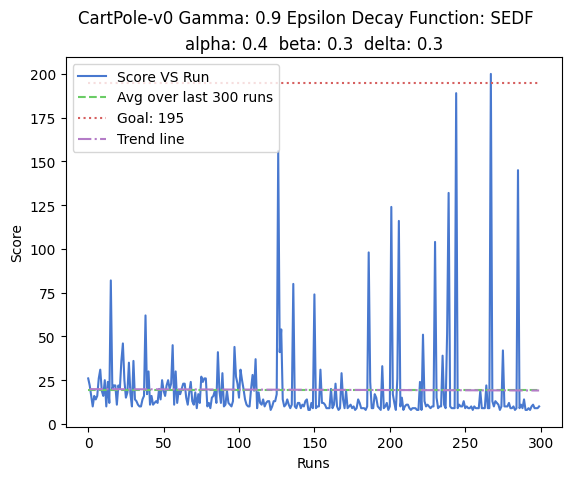 CartPole-v0 Gamma: 0.9 Epsilon Decay Function: SEDF
alpha: 0.4 beta: 0.3 delta: 0.3
Score VS Run
Avg over last 300 runs
Goal: 195
Trend line
Score
200
175
150
125
100
75
50
25
0
0
50
100
150
200
250
300
Runs